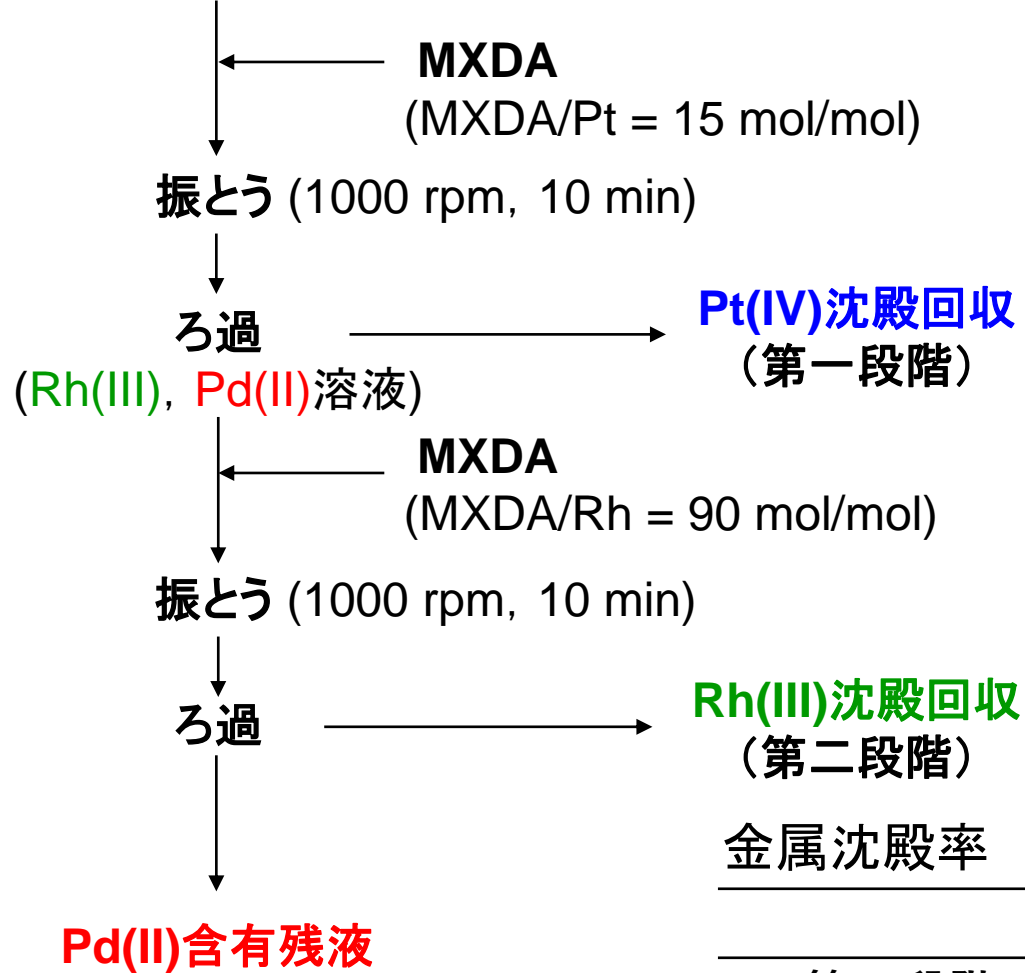 MXDA
(MXDA/Pt = 15 mol/mol)
振とう (1000 rpm, 10 min)
ろ過
Pt(IV)沈殿回収
（第一段階）
(Rh(III), Pd(II)溶液)
MXDA
(MXDA/Rh = 90 mol/mol)
振とう (1000 rpm, 10 min)
ろ過
Rh(III)沈殿回収
（第二段階）
金属沈殿率
Pd(II)含有残液